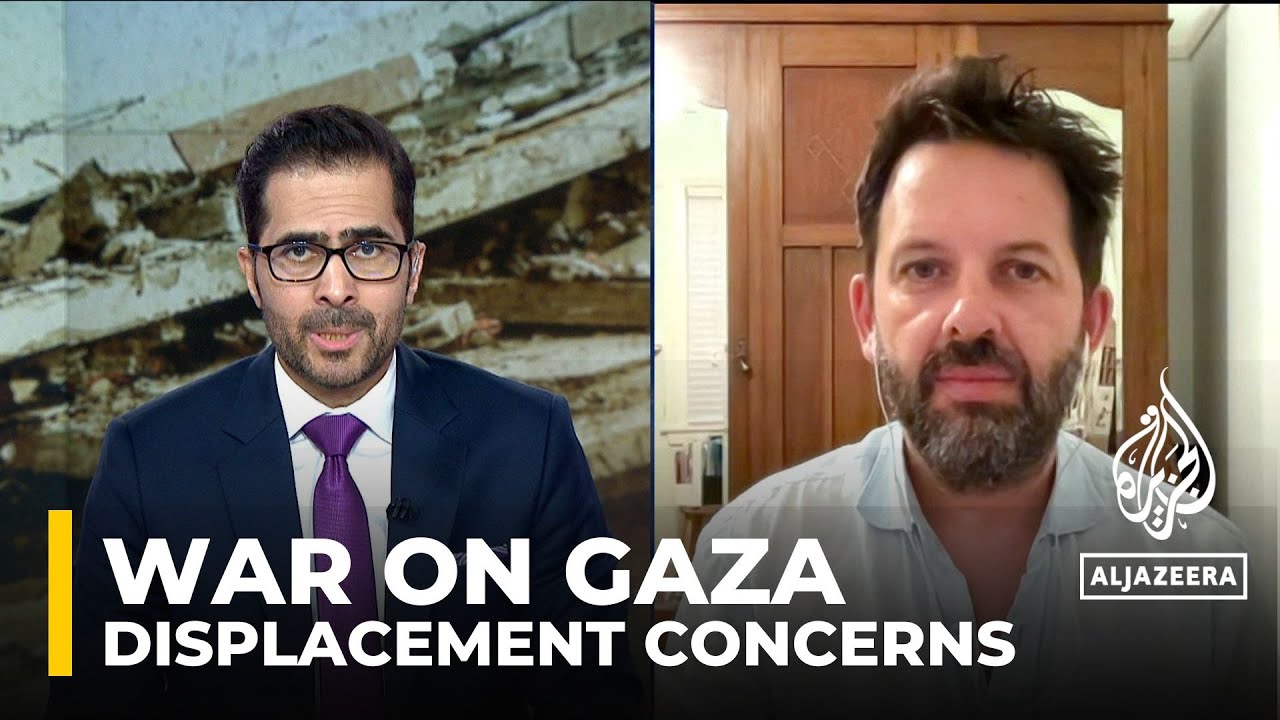 WAR ON GAZA
DISPLACEMENT CONCERNS
الجزيرة
ALJAZEERA